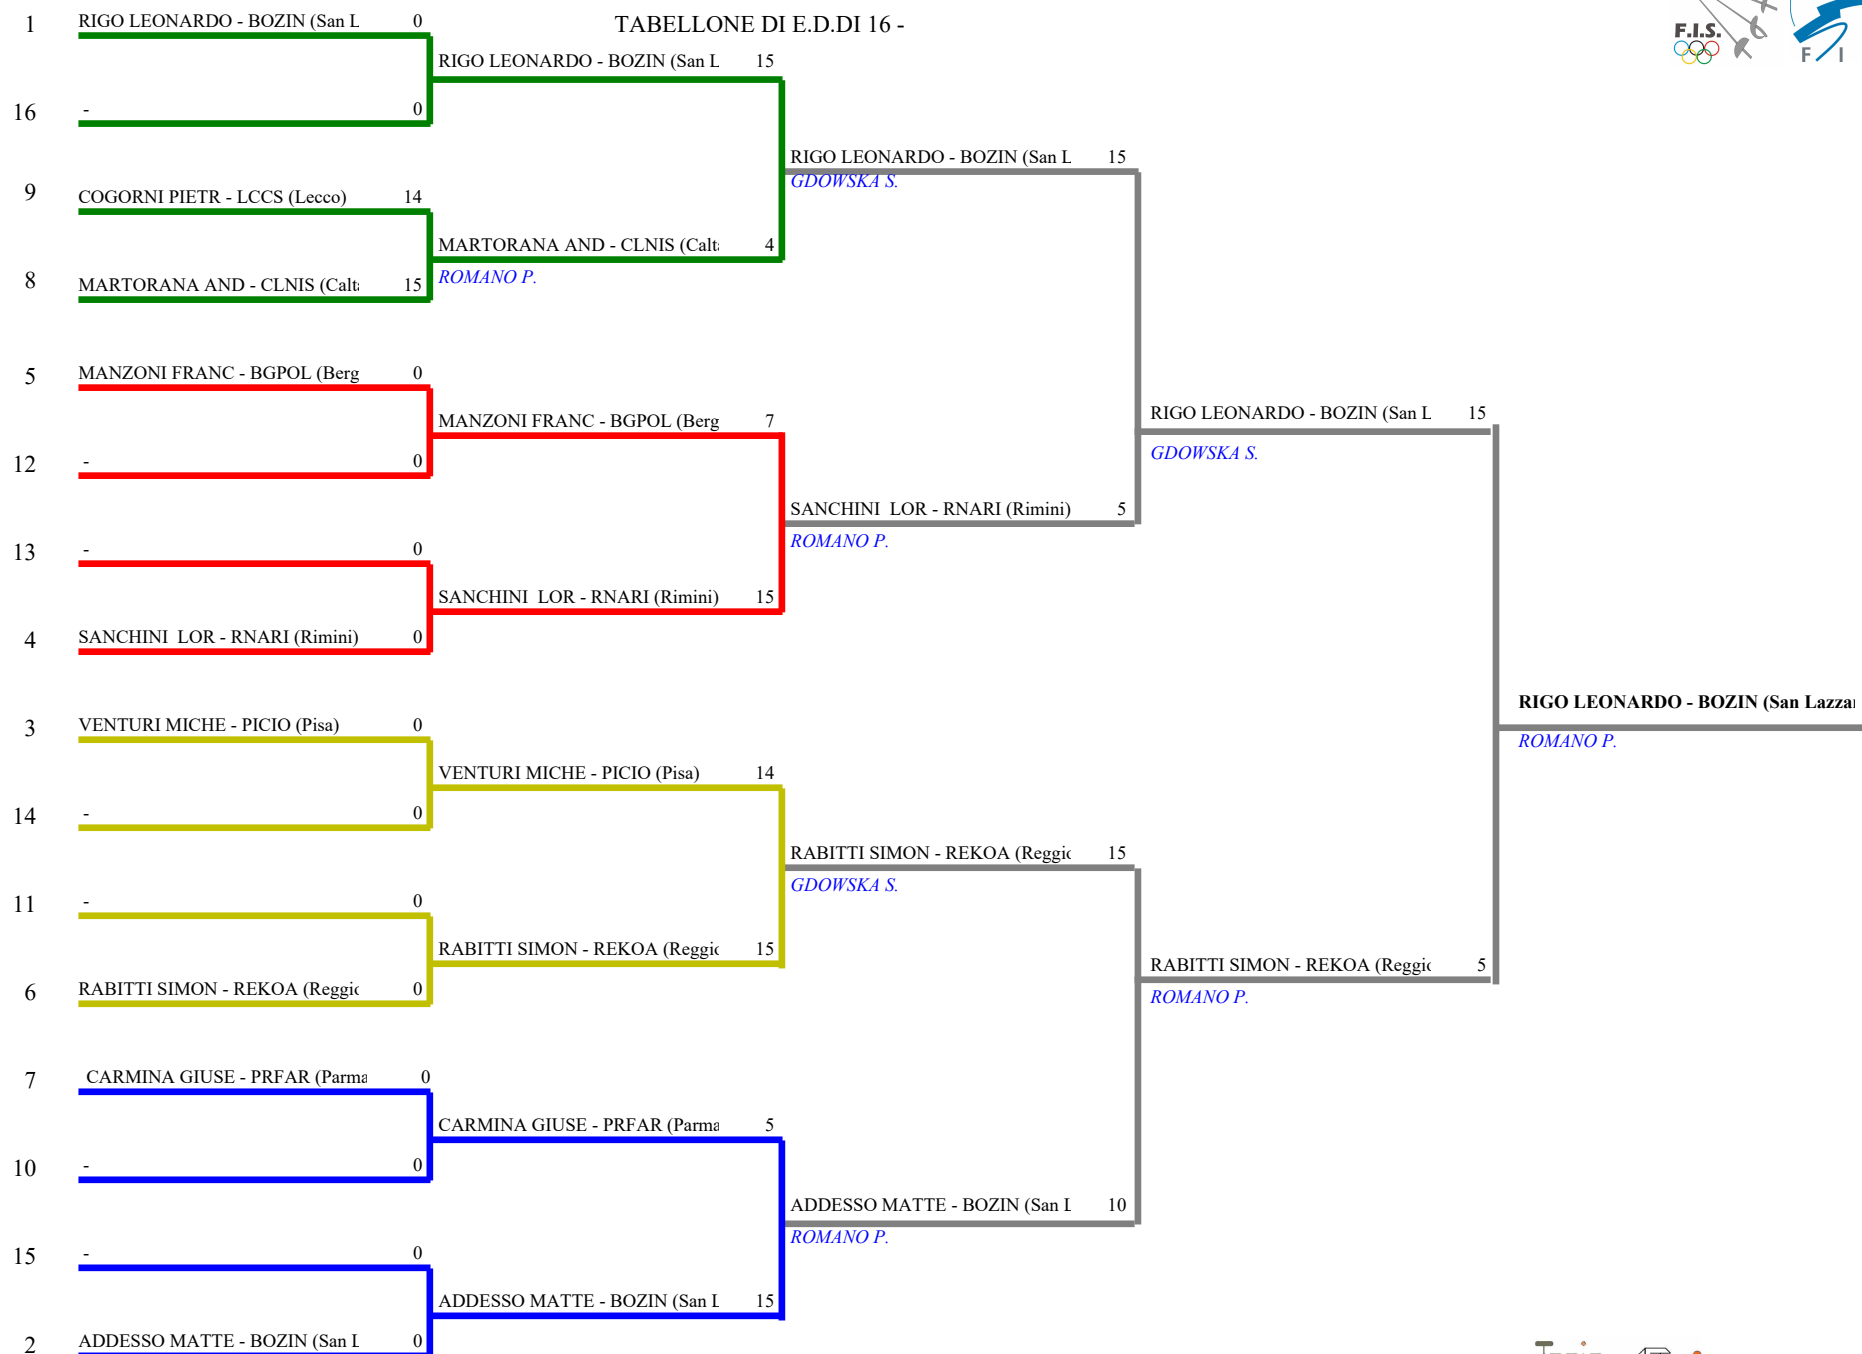 TABELLONE DI E.D.DI 16 -
F.I.S.
F I
1 RIGO LEONARDO - BOZIN (San L 0
RIGO LEONARDO - BOZIN (San L 15
16 - 0
RIGO LEONARDO - BOZIN (San L 15
GDOWSKA S.
9 COGORNI PIETR - LCCS (Lecco) 14
MARTORANA AND - CLNIS (Calt 4
ROMANO P.
8 MARTORANA AND - CLNIS (Calt 15
5 MANZONI FRANC - BGPOL (Berg 0
RIGO LEONARDO - BOZIN (San L 15
MANZONI FRANC - BGPOL (Berg 7
GDOWSKA S.
12 - 0
SANCHINI LOR - RNARI (Rimini) 5
ROMANO P.
13 - 0
SANCHINI LOR - RNARI (Rimini) 15
4 SANCHINI LOR - RNARI (Rimini) 0
RIGO LEONARDO - BOZIN (San Lazza
ROMANO P.
3 VENTURI MICHE - PICIO (Pisa) 0
VENTURI MICHE - PICIO (Pisa) 14
14 - 0
RABITTI SIMON - REKOA (Reggi 15
GDOWSKA S.
11 - 0
RABITTI SIMON - REKOA (Reggi 15
RABITTI SIMON - REKOA (Reggi 5
ROMANO P.
6 RABITTI SIMON - REKOA (Reggi 0
7 CARMINA GIUSE - PRFAR (Parma 0
CARMINA GIUSE - PRFAR (Parma 5
10 - 0
ADDESSO MATTE - BOZIN (San L 10
ROMANO P.
15 - 0
ADDESSO MATTE - BOZIN (San L 15
2 ADDESSO MATTE - BOZIN (San L 0